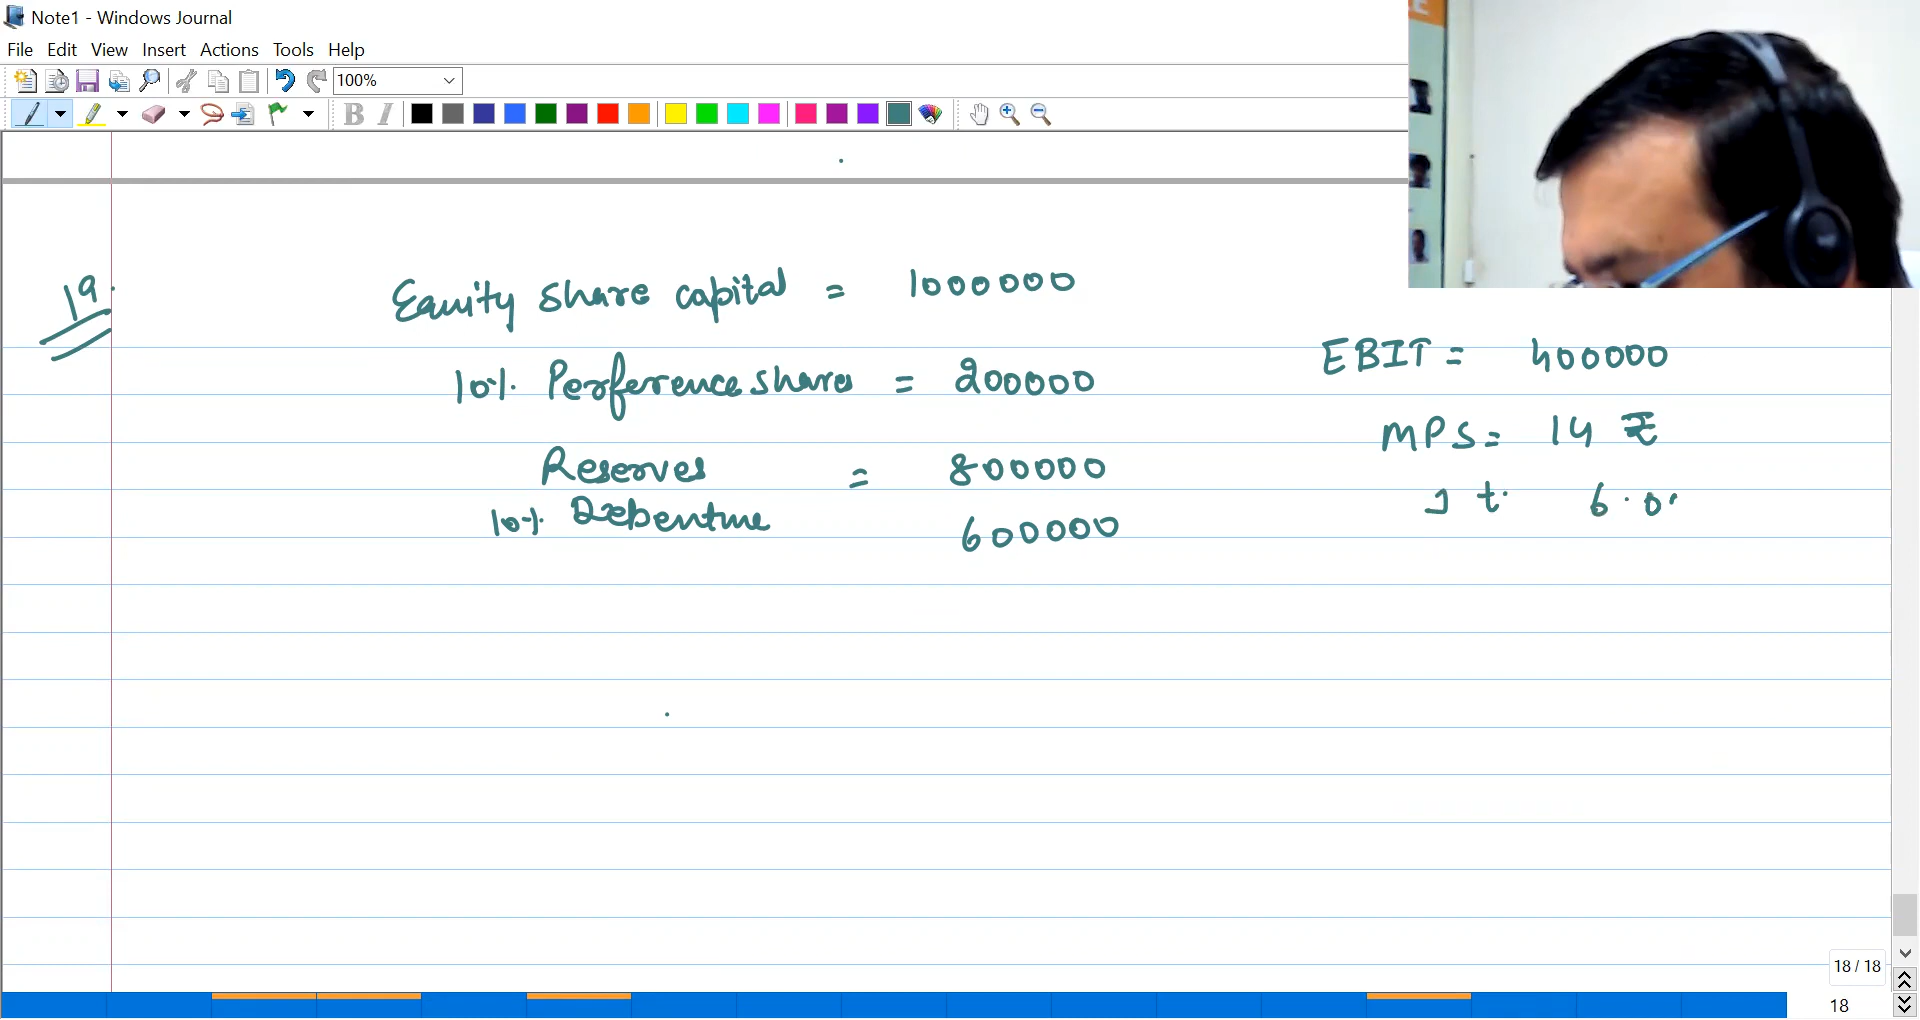 Note1 - Windows Journal
File Edit View Insert Actions Tools Help
100%
B I
19.
Equity share capital = 1000000
10%. Perference share = 200000
Reserves = 800000
10% Debenture 600000
EBIT = 400000
MPS = 14 ₹
t. 6.0
18 / 18
18